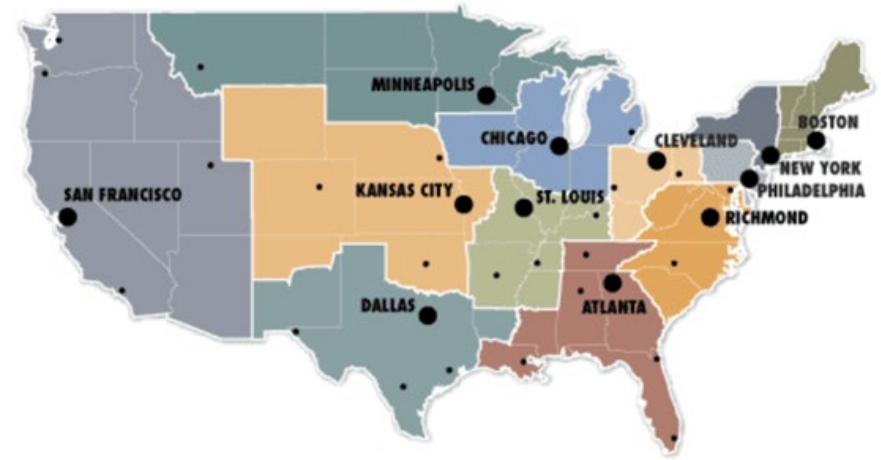 MINNEAPOLIS
BOSTON
CHICAGO
CLEVELAND
NEW YORK
SAN FRANCISCO
KANSAS CITY
ST. LOUIS
PHILADELPHIA
RICHMOND
DALLAS
ATLANTA